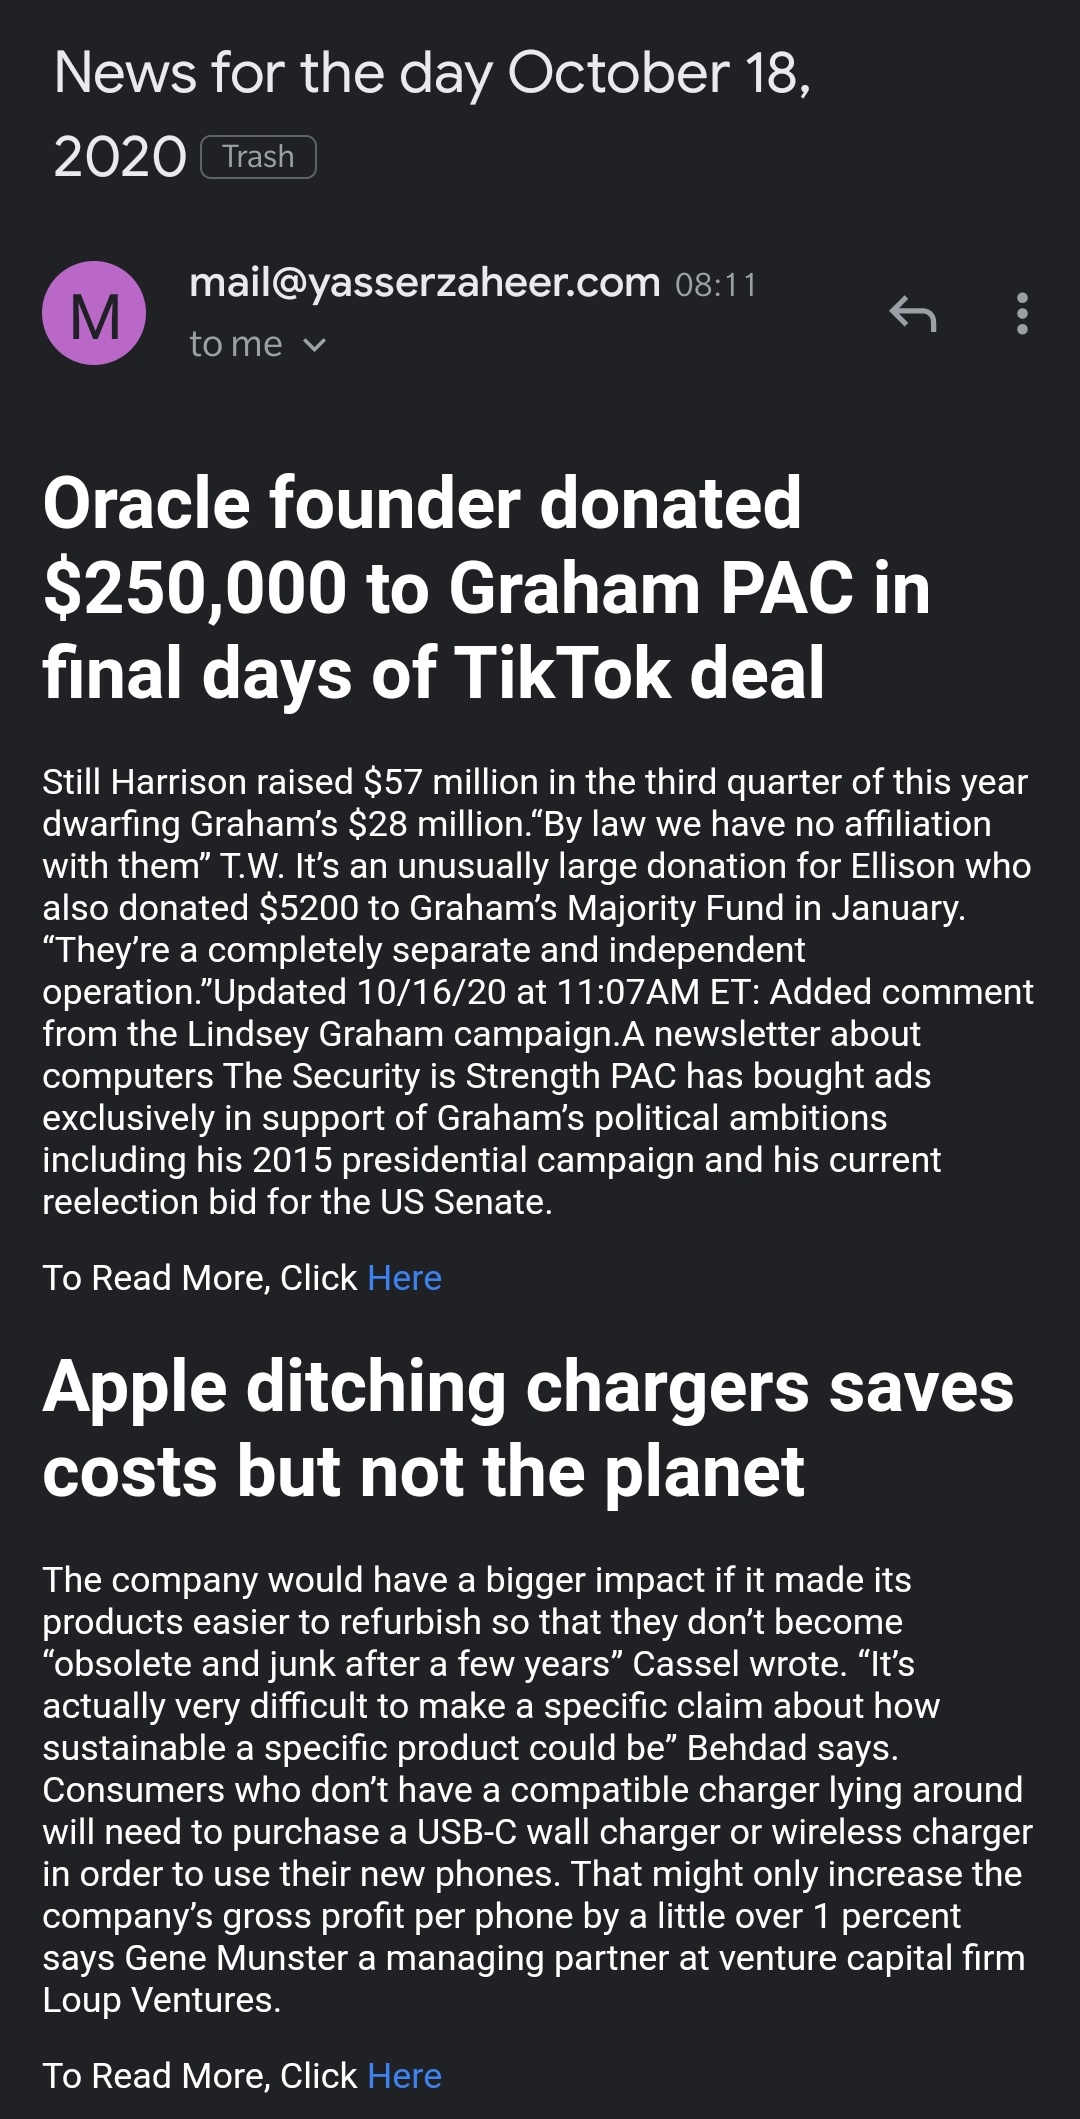 News for the day October 18,
2020 Trash
M
mail@yasserzaheer.com 08:11
to me
Oracle founder donated
$250,000 to Graham PAC in
final days of TikTok deal
Still Harrison raised $57 million in the third quarter of this year
dwarfing Graham’s $28 million.“By law we have no affiliation
with them” T.W. It’s an unusually large donation for Ellison who
also donated $5200 to Graham’s Majority Fund in January.
“They’re a completely separate and independent
operation.”Updated 10/16/20 at 11:07AM ET: Added comment
from the Lindsey Graham campaign.A newsletter about
computers The Security is Strength PAC has bought ads
exclusively in support of Graham’s political ambitions
including his 2015 presidential campaign and his current
reelection bid for the US Senate.
To Read More, Click Here
Apple ditching chargers saves
costs but not the planet
The company would have a bigger impact if it made its
products easier to refurbish so that they don’t become
“obsolete and junk after a few years” Cassel wrote. “It’s
actually very difficult to make a specific claim about how
sustainable a specific product could be” Behdad says.
Consumers who don’t have a compatible charger lying around
will need to purchase a USB-C wall charger or wireless charger
in order to use their new phones. That might only increase the
company’s gross profit per phone by a little over 1 percent
says Gene Munster a managing partner at venture capital firm
Loup Ventures.
To Read More, Click Here